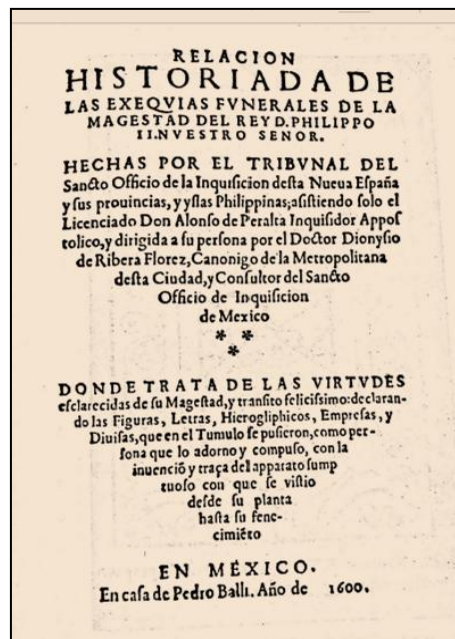 RELACION
HISTORIADA DE
LAS EXEQVIAS FVNERALES DE LA
MAGESTAD DEL REY D. PHILIPPO
II. NVESTRO SENOR.
HECHAS POR EL TRIBVNAL DEL
Sancto Officio de la Inquisicion desta Nueua España
y sus prouincias, y yslas Philippinas; asistiendo solo el
Licenciado Don Alonso de Peralta Inquisidor Appos
tolico, y dirigida a su persona por el Doctor Dionysio
de Ribera Florez, Canonigo de la Metropolitana
desta Ciudad, y Consultor del Sancto
Officio de Inquisicion
de Mexico
* *
*
DONDE TRATA DE LAS VIRTVDES
esclarecidas de su Magestad, y transito felicissimo: declaran-
do las Figuras, Letras, Hierogliphicos, Empresas, y
Diuisas, que en el Tumulo se pusieron, como per-
sona que lo adorno y compuso, con la
inuenció y traça del apparato sump
tuoso con que se vistio
desde su planta
hasta su fene-
cimiéto
EN MEXICO.
En casa de Pedro Balli. Año de 1600.